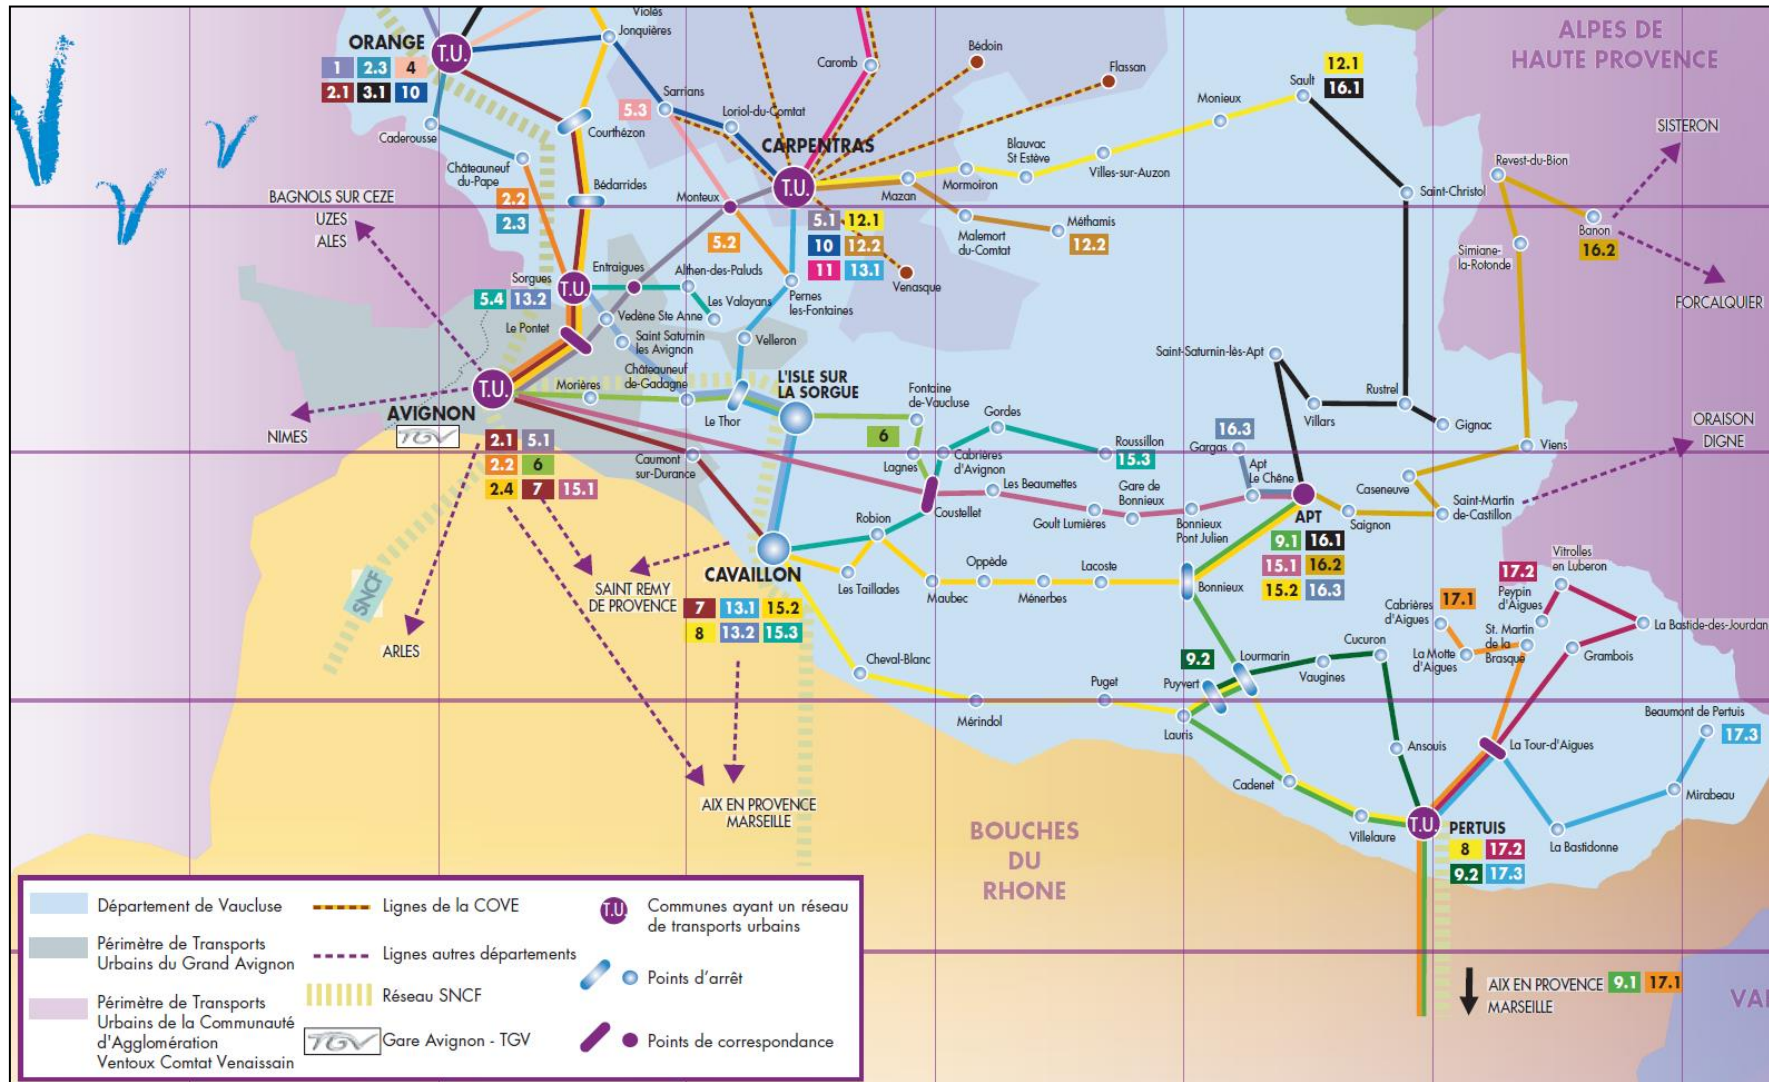 Violès
Jonquières
ORANGE
T.U.
1 2.3 4
2.1 3.1 10
Caderousse
Courthézon
Châteauneuf
du-Pape
Bédarrides
2.2
2.3
Sarrians
5.3
Loriol-du-Comtat
Caromb
Bédoin
Flassan
CARPENTRAS
T.U.
Monteux
5.1 12.1
10 12.2
11 13.1
5.2
Mazan
Mormoiron
Blauvac
St Estève
Villes-sur-Auzon
Monieux
Sault
12.1
16.1
Malemort
du-Comtat
Méthamis
12.2
Venasque
Saint-Christol
ALPES DE
HAUTE PROVENCE
SISTERON
Revest-du-Bion
Banon
16.2
Simiane-
la-Rotonde
FORCALQUIER
BAGNOLS SUR CEZE
UZES
ALES
Sorgues
T.U.
5.4 13.2
Entraigues
Althen-des-Paluds
Les Valayans
Pernes
les-Fontaines
Le Pontet
Vedène Ste Anne
Saint Saturnin
les Avignon
Velleron
Châteauneuf
de-Gadagne
Morières
Le Thor
L'ISLE SUR
LA SORGUE
T.U.
AVIGNON
TGV
2.1 5.1
2.2 6
2.4 7 15.1
NIMES
Caumont
sur-Durance
Fontaine
de-Vaucluse
6
Lagnes
Gordes
Cabrières
d'Avignon
Roussillon
15.3
Les Beaumettes
Coustellet
Goult Lumières
Gare de
Bonnieux
Bonnieux
Pont Julien
16.3
Gargas
Apt
Le Chêne
Saint-Saturnin-lès-Apt
Villars
Rustrel
Gignac
Viens
Caseneuve
Saint-Martin
de-Castillon
Saignon
ORAISON
DIGNE
APT
9.1 16.1
15.1 16.2
15.2 16.3
Robion
CAVAILLON
7 13.1 15.2
8 13.2 15.3
Les Taillades
Maubec
Oppède
Ménerbes
Lacoste
Bonnieux
SAINT REMY
DE PROVENCE
SNCF
ARLES
Cheval-Blanc
Mérindol
Puget
Lauris
Puyvert
9.2
Lourmarin
Vaugines
Cucuron
Ansouis
Cadenet
Villelaure
Cabrières
d'Aigues
17.1
La Motte
d'Aigues
St. Martin
de la
Brasque
17.2
Peypin
d'Aigues
Vitrolles
en Luberon
La Bastide-des-Jourdan
Grambois
La Tour-d'Aigues
Beaumont de Pertuis
17.3
Mirabeau
La Bastidonne
T.U.
PERTUIS
8 17.2
9.2 17.3
AIX EN PROVENCE
MARSEILLE
BOUCHES
DU
RHONE
AIX EN PROVENCE 9.1 17.1
MARSEILLE
VA
Département de Vaucluse
Périmètre de Transports
Urbains du Grand Avignon
Périmètre de Transports
Urbains de la Communauté
d'Agglomération
Ventoux Comtat Venaissain
Lignes de la COVE
Lignes autres départements
Réseau SNCF
TGV Gare Avignon - TGV
T.U. Communes ayant un réseau
de transports urbains
Points d'arrêt
Points de correspondance